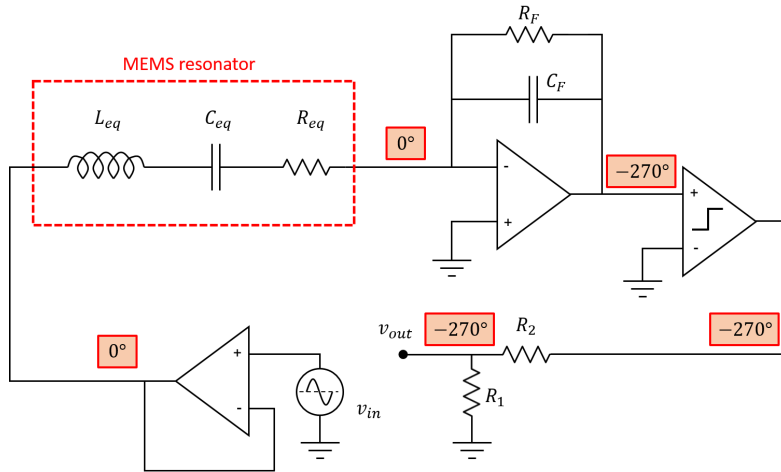 R_F
MEMS resonator
C_F
L_eq
C_eq
R_eq
0°
-
+
−270°
+
-
−270°
−270°
v_out
R_2
0°
+
-
R_1
v_in